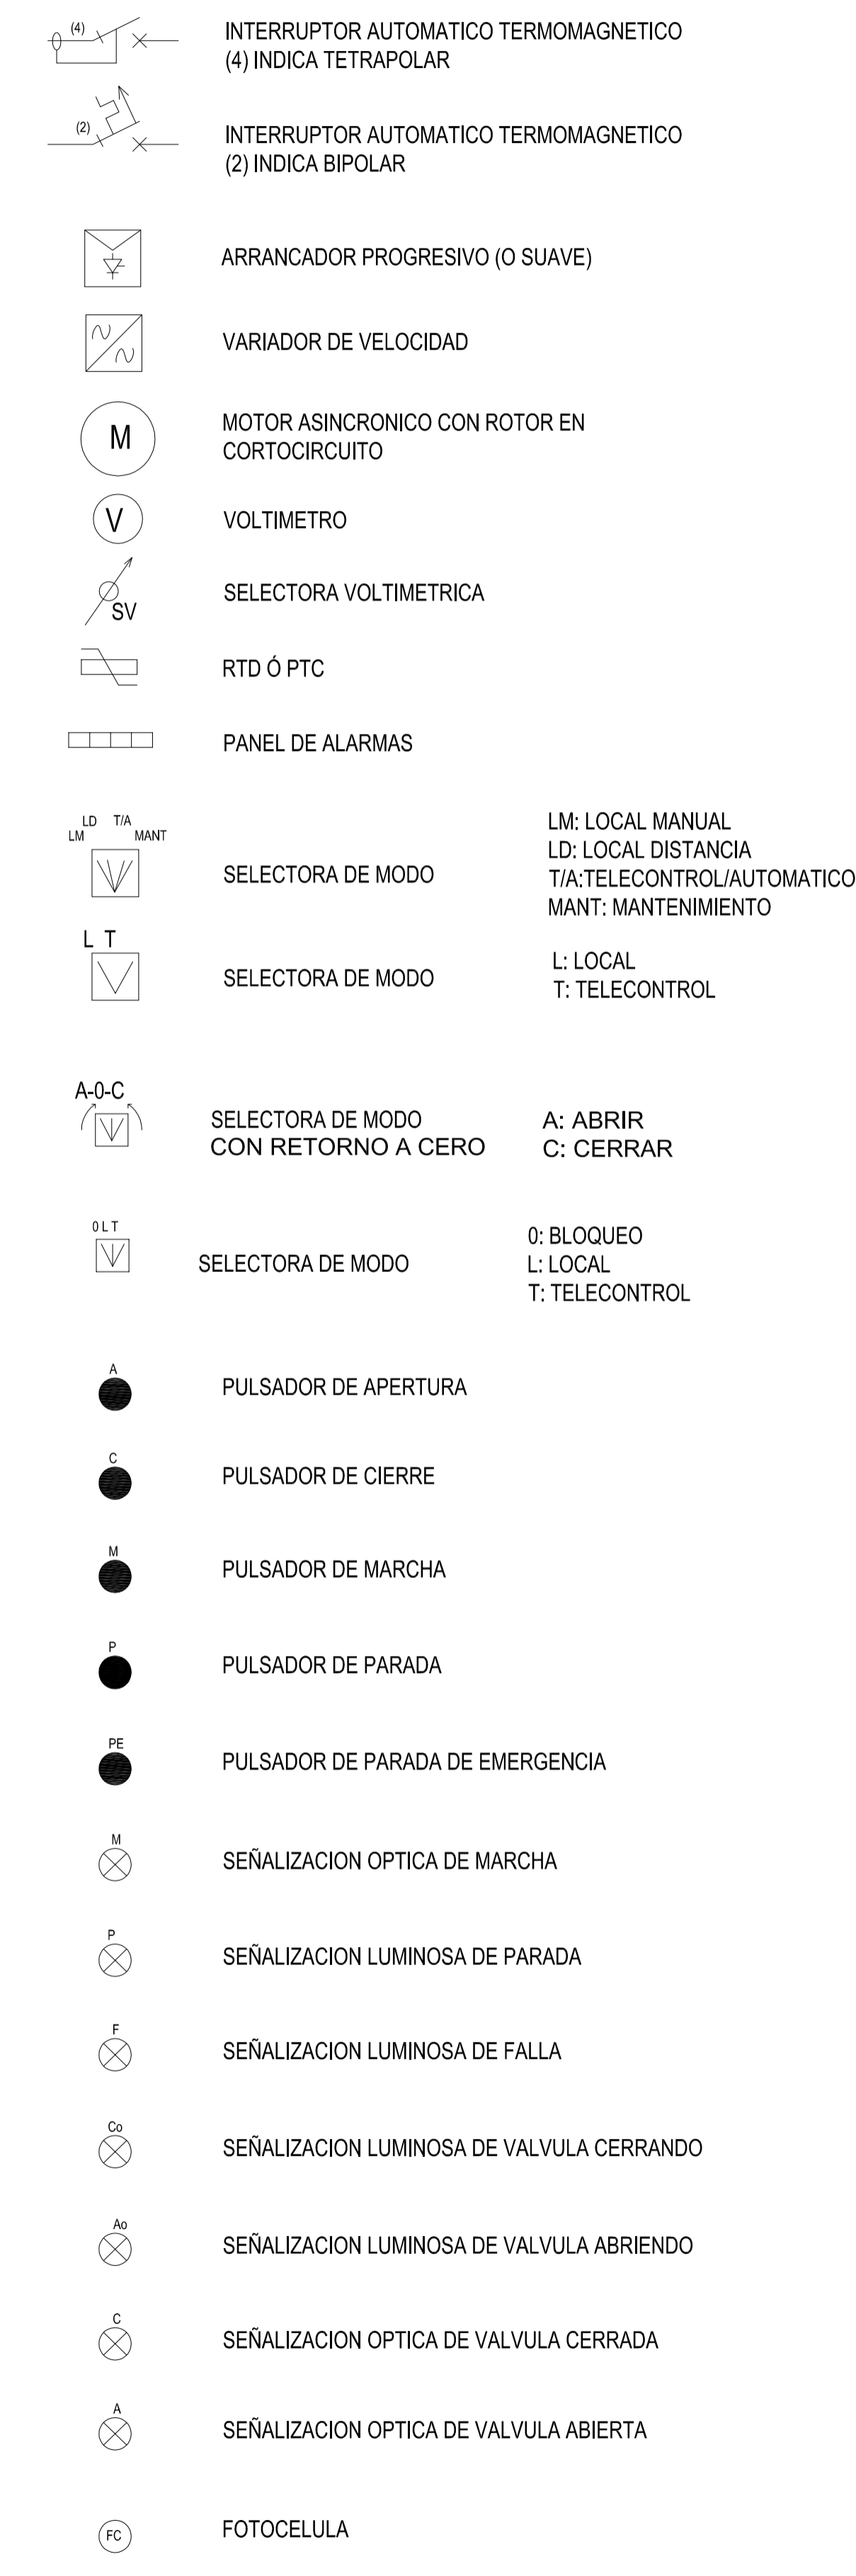 (4)
INTERRUPTOR AUTOMATICO TERMOMAGNETICO
(4) INDICA TETRAPOLAR
(2)
INTERRUPTOR AUTOMATICO TERMOMAGNETICO
(2) INDICA BIPOLAR
ARRANCADOR PROGRESIVO (O SUAVE)
VARIADOR DE VELOCIDAD
M
MOTOR ASINCRONICO CON ROTOR EN
CORTOCIRCUITO
V
VOLTIMETRO
SV
SELECTORA VOLTIMETRICA
RTD Ó PTC
PANEL DE ALARMAS
LD T/A
LM MANT
SELECTORA DE MODO
LM: LOCAL MANUAL
LD: LOCAL DISTANCIA
T/A:TELECONTROL/AUTOMATICO
MANT: MANTENIMIENTO
L T
SELECTORA DE MODO
L: LOCAL
T: TELECONTROL
A-0-C
SELECTORA DE MODO
CON RETORNO A CERO
A: ABRIR
C: CERRAR
0 L T
SELECTORA DE MODO
0: BLOQUEO
L: LOCAL
T: TELECONTROL
A
PULSADOR DE APERTURA
C
PULSADOR DE CIERRE
M
PULSADOR DE MARCHA
P
PULSADOR DE PARADA
PE
PULSADOR DE PARADA DE EMERGENCIA
M
SEÑALIZACION OPTICA DE MARCHA
P
SEÑALIZACION LUMINOSA DE PARADA
F
SEÑALIZACION LUMINOSA DE FALLA
Co
SEÑALIZACION LUMINOSA DE VALVULA CERRANDO
Ao
SEÑALIZACION LUMINOSA DE VALVULA ABRIENDO
C
SEÑALIZACION OPTICA DE VALVULA CERRADA
A
SEÑALIZACION OPTICA DE VALVULA ABIERTA
FC
FOTOCELULA